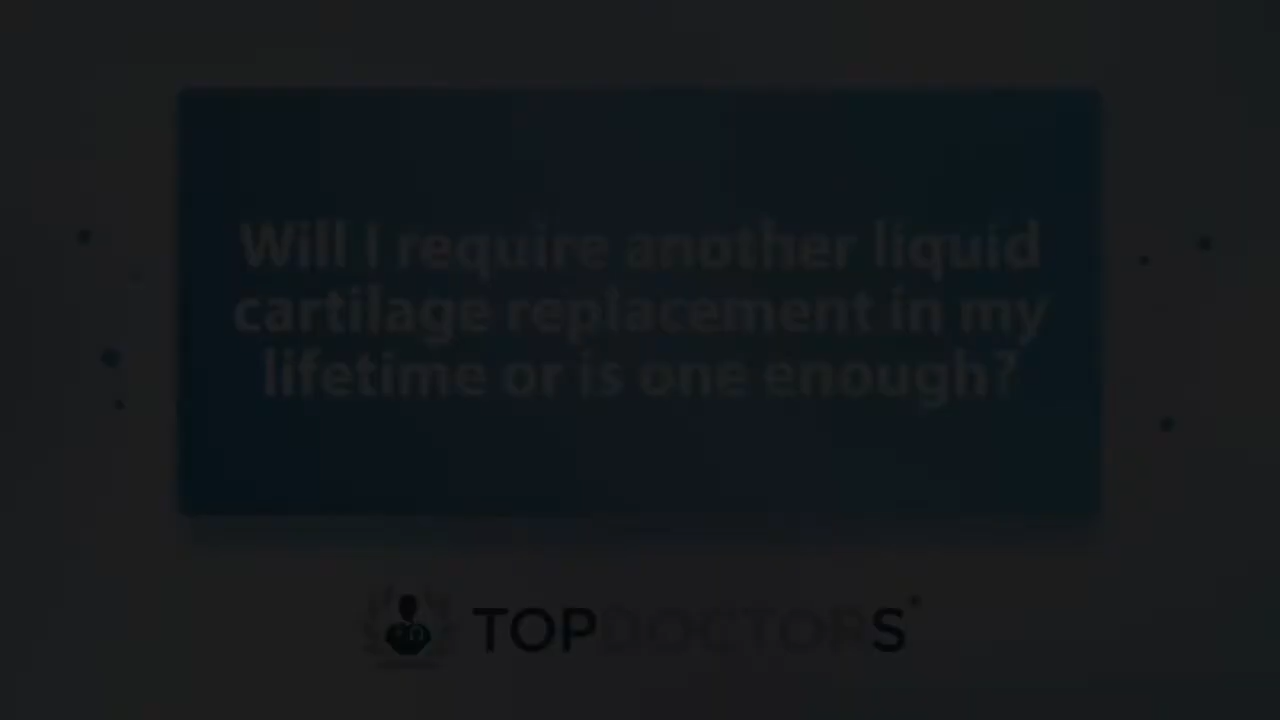 Will I require another liquid
cartilage replacement in my
lifetime or is one enough?
TOPDOCTORS